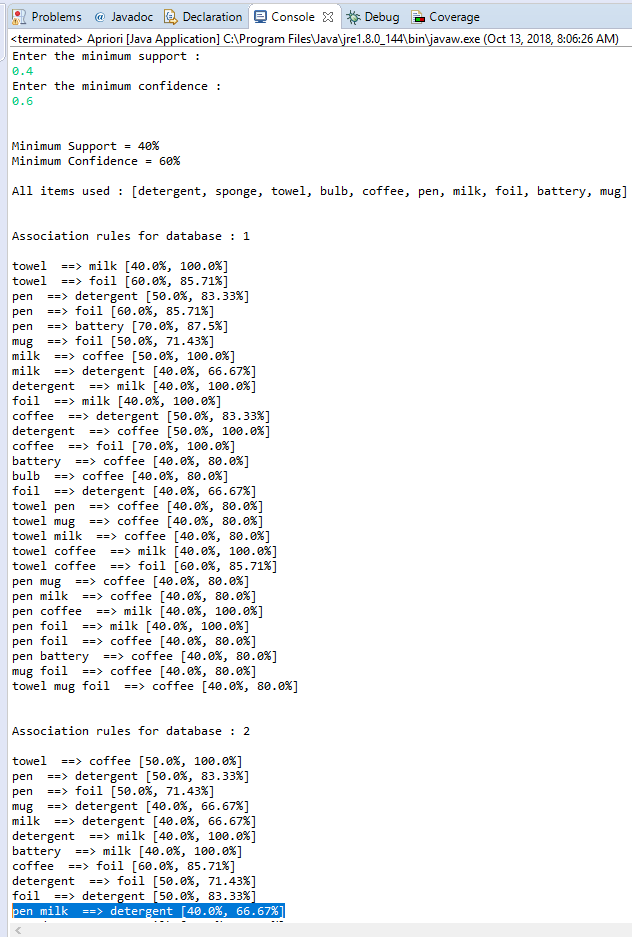 Problems @ Javadoc Declaration Console Debug Coverage
<terminated> Apriori [Java Application] C:\Program Files\Java\jre1.8.0_144\bin\javaw.exe (Oct 13, 2018, 8:06:26 AM)
Enter the minimum support :
0.4
Enter the minimum confidence :
0.6
Minimum Support = 40%
Minimum Confidence = 60%
All items used : [detergent, sponge, towel, bulb, coffee, pen, milk, foil, battery, mug]
Association rules for database : 1
towel  ==> milk [40.0%, 100.0%]
towel  ==> foil [60.0%, 85.71%]
pen  ==> detergent [50.0%, 83.33%]
pen  ==> foil [60.0%, 85.71%]
pen  ==> battery [70.0%, 87.5%]
mug  ==> foil [50.0%, 71.43%]
milk  ==> coffee [50.0%, 100.0%]
milk  ==> detergent [40.0%, 66.67%]
detergent  ==> milk [40.0%, 100.0%]
foil  ==> milk [40.0%, 100.0%]
coffee  ==> detergent [50.0%, 83.33%]
detergent  ==> coffee [50.0%, 100.0%]
coffee  ==> foil [70.0%, 100.0%]
battery  ==> coffee [40.0%, 80.0%]
bulb  ==> coffee [40.0%, 80.0%]
foil  ==> detergent [40.0%, 66.67%]
towel pen  ==> coffee [40.0%, 80.0%]
towel mug  ==> coffee [40.0%, 80.0%]
towel milk  ==> coffee [40.0%, 80.0%]
towel coffee  ==> milk [40.0%, 100.0%]
towel coffee  ==> foil [60.0%, 85.71%]
pen mug  ==> coffee [40.0%, 80.0%]
pen milk  ==> coffee [40.0%, 80.0%]
pen coffee  ==> milk [40.0%, 100.0%]
pen foil  ==> milk [40.0%, 100.0%]
pen foil  ==> coffee [40.0%, 80.0%]
pen battery  ==> coffee [40.0%, 80.0%]
mug foil  ==> coffee [40.0%, 80.0%]
towel mug foil  ==> coffee [40.0%, 80.0%]
Association rules for database : 2
towel  ==> coffee [50.0%, 100.0%]
pen  ==> detergent [50.0%, 83.33%]
pen  ==> foil [50.0%, 71.43%]
mug  ==> detergent [40.0%, 66.67%]
milk  ==> detergent [40.0%, 66.67%]
detergent  ==> milk [40.0%, 100.0%]
battery  ==> milk [40.0%, 100.0%]
coffee  ==> foil [60.0%, 85.71%]
detergent  ==> foil [50.0%, 71.43%]
foil  ==> detergent [50.0%, 83.33%]
pen milk  ==> detergent [40.0%, 66.67%]